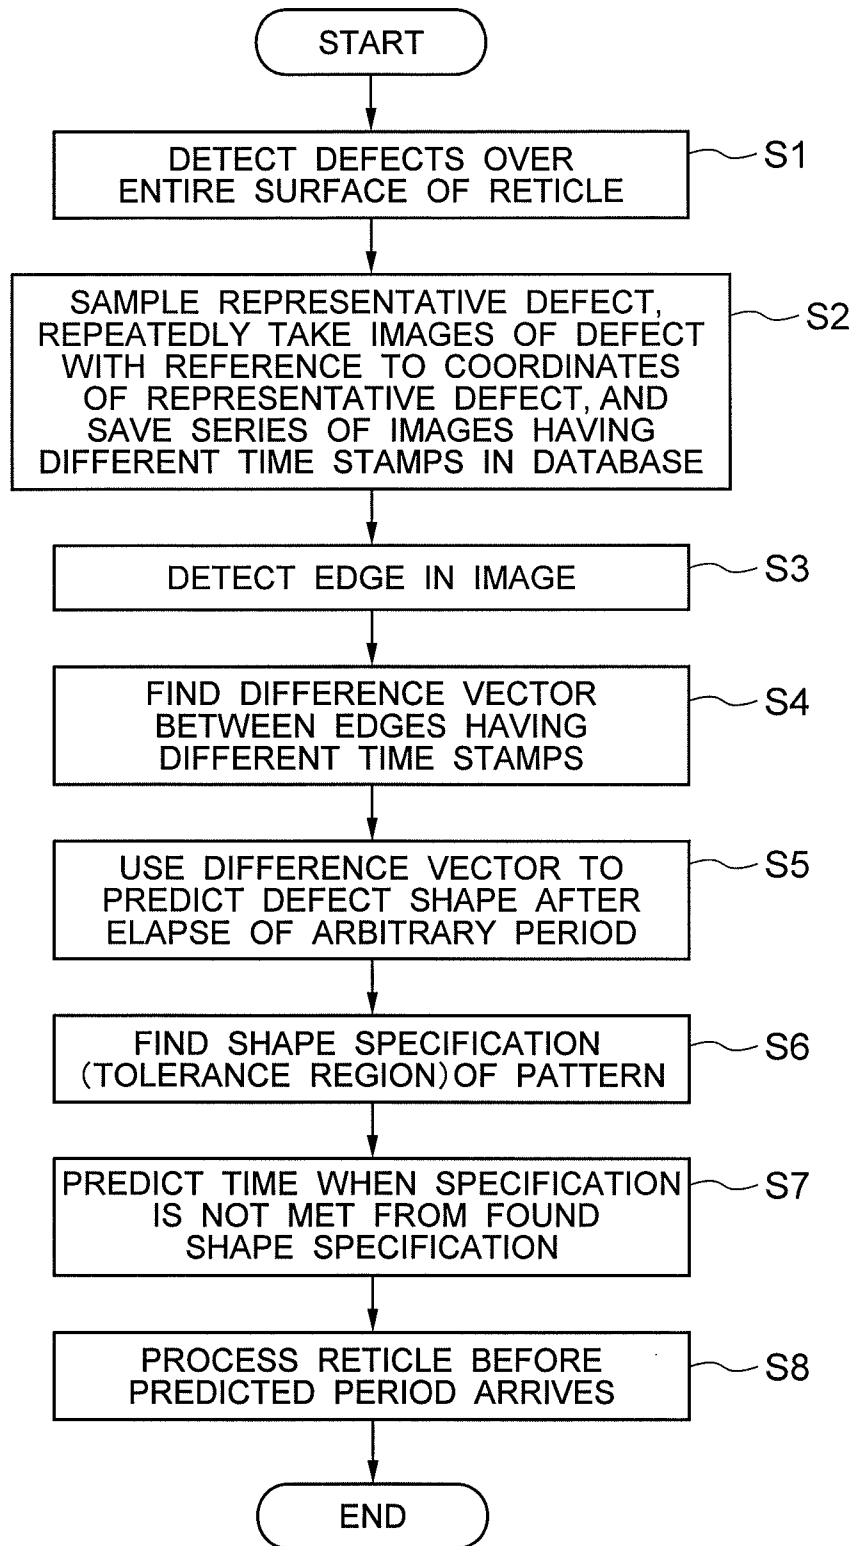 START
DETECT DEFECTS OVER
ENTIRE SURFACE OF RETICLE
S1
SAMPLE REPRESENTATIVE DEFECT,
REPEATEDLY TAKE IMAGES OF DEFECT
WITH REFERENCE TO COORDINATES
OF REPRESENTATIVE DEFECT, AND
SAVE SERIES OF IMAGES HAVING
DIFFERENT TIME STAMPS IN DATABASE
S2
DETECT EDGE IN IMAGE
S3
FIND DIFFERENCE VECTOR
BETWEEN EDGES HAVING
DIFFERENT TIME STAMPS
S4
USE DIFFERENCE VECTOR TO
PREDICT DEFECT SHAPE AFTER
ELAPSE OF ARBITRARY PERIOD
S5
FIND SHAPE SPECIFICATION
(TOLERANCE REGION) OF PATTERN
S6
PREDICT TIME WHEN SPECIFICATION
IS NOT MET FROM FOUND
SHAPE SPECIFICATION
S7
PROCESS RETICLE BEFORE
PREDICTED PERIOD ARRIVES
S8
END